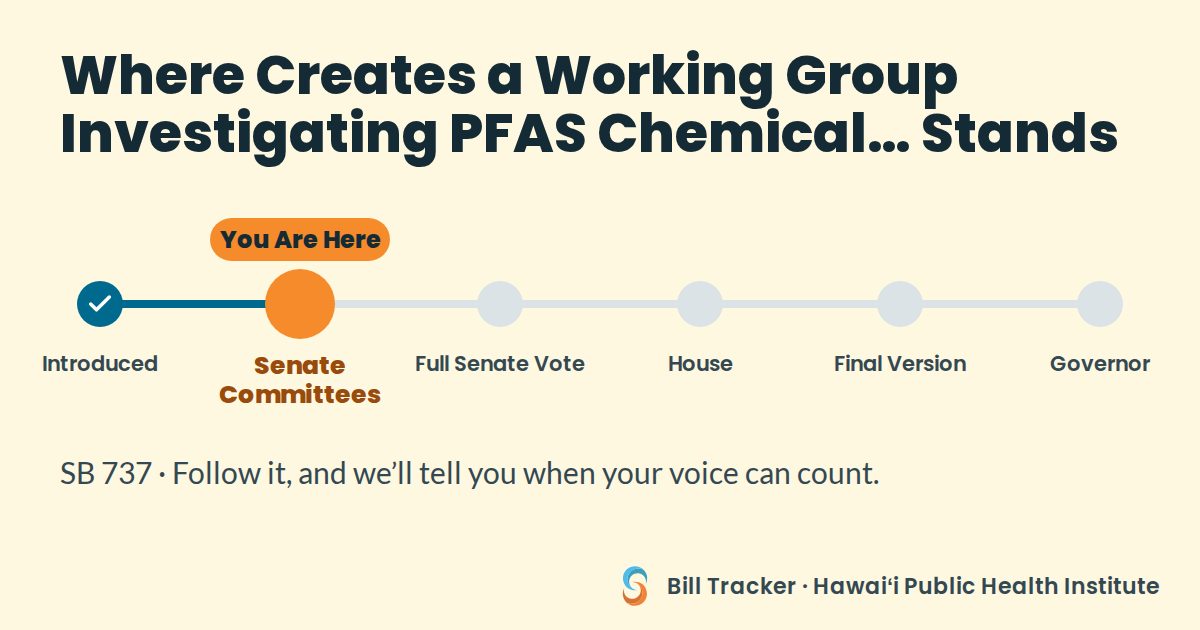 Where Creates a Working Group
Investigating PFAS Chemical... Stands
You Are Here
Introduced
Senate
Committees
Full Senate Vote
House
Final Version
Governor
SB 737 · Follow it, and we’ll tell you when your voice can count.
Bill Tracker · Hawaiʻi Public Health Institute